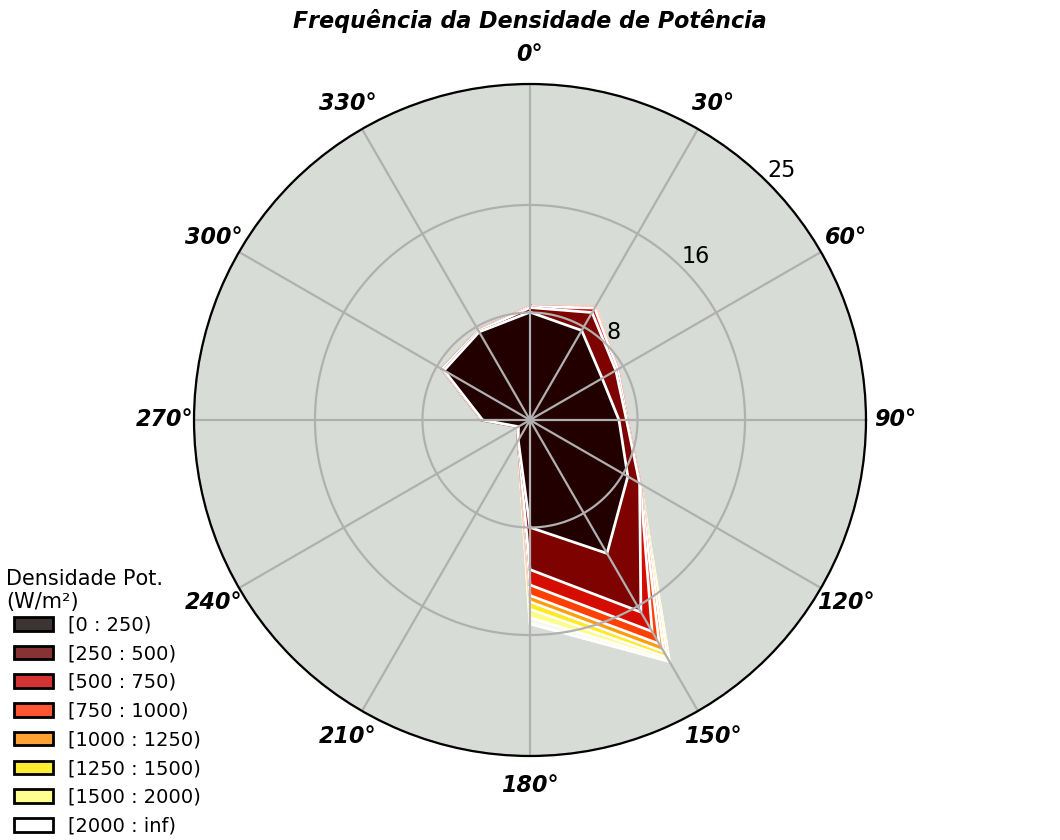 Frequência da Densidade de Potência
0°
330°
30°
25
300°
60°
16
8
270°
90°
Densidade Pot.
(W/m²)
240°
120°
[0 : 250)
[250 : 500)
[500 : 750)
[750 : 1000)
[1000 : 1250)
[1250 : 1500)
[1500 : 2000)
[2000 : inf)
210°
150°
180°